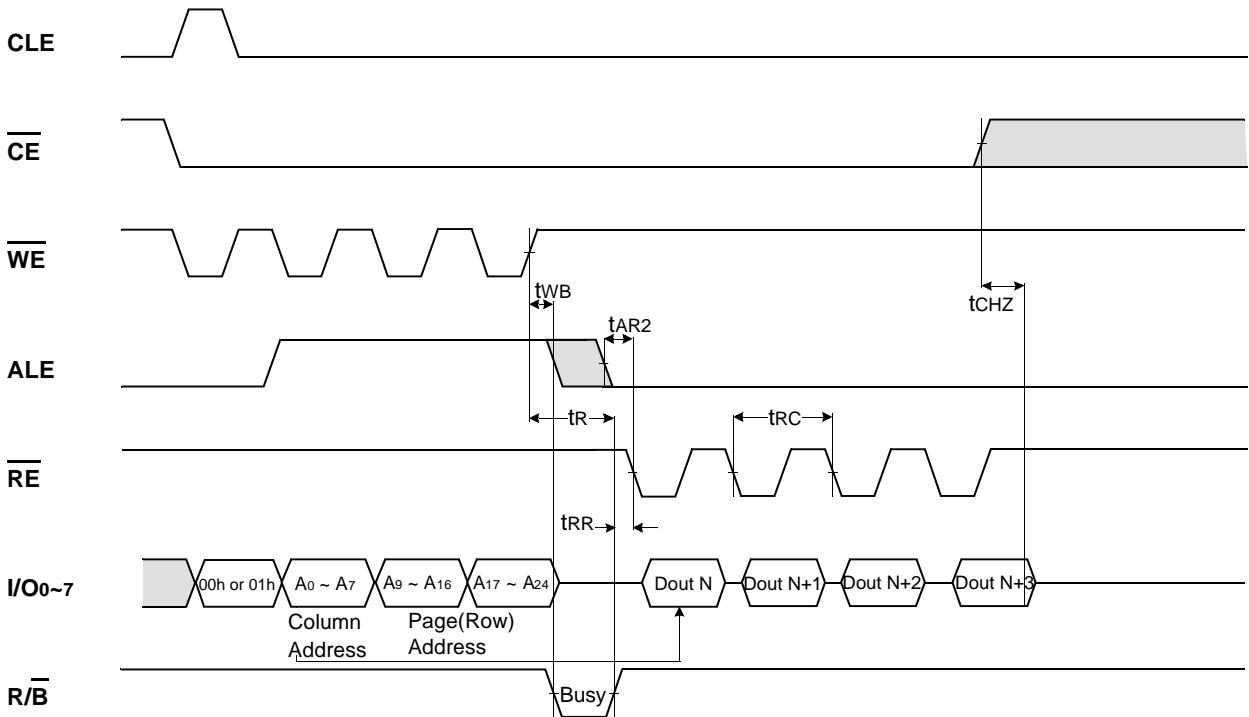 CLE
CE
WE
tWB
tCHZ
tAR2
ALE
tR
tRC
RE
tRR
I/O0~7
00h or 01h
A0 ~ A7
A9 ~ A16
A17 ~ A24
Dout N
Dout N+1
Dout N+2
Dout N+3
Column
Address
Page(Row)
Address
R/B
Busy